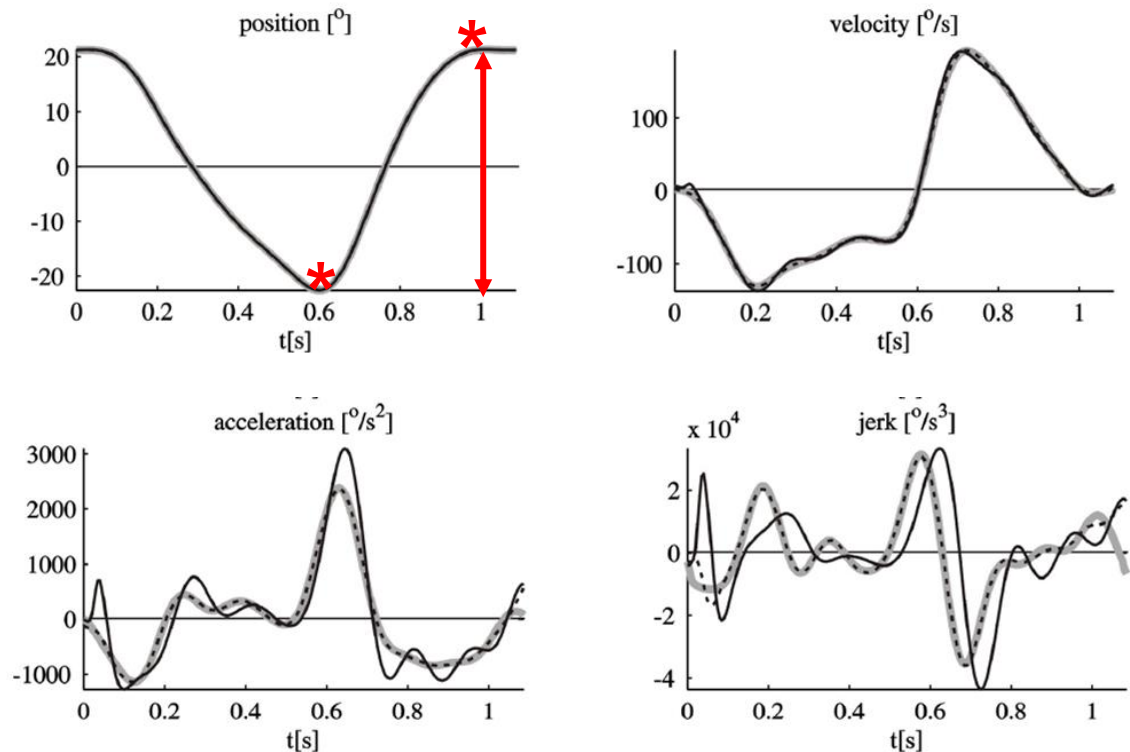 position [°]
20
10
0
-10
-20
0 0.2 0.4 0.6 0.8 1
t[s]
velocity [°/s]
100
0
-100
0 0.2 0.4 0.6 0.8 1
t[s]
acceleration [°/s²]
3000
2000
1000
0
-1000
0 0.2 0.4 0.6 0.8 1
t[s]
x 10⁴
jerk [°/s³]
2
0
-2
-4
0 0.2 0.4 0.6 0.8 1
t[s]